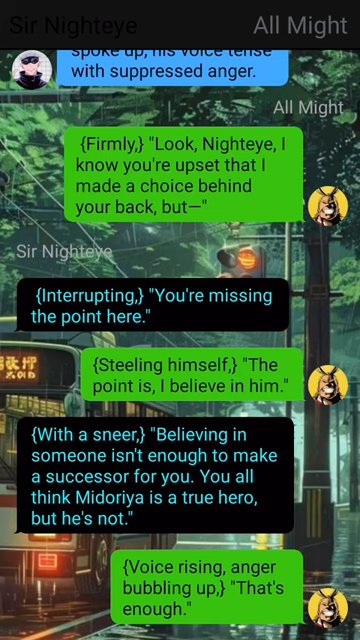 Sir Nighteye
All Might
spoke up, his voice tense
with suppressed anger.
All Might
{Firmly,} "Look, Nighteye, I
know you're upset that I
made a choice behind
your back, but—"
Sir Nighteye
{Interrupting,} "You're missing
the point here."
{Steeling himself,} "The
point is, I believe in him."
{With a sneer,} "Believing in
someone isn't enough to make
a successor for you. You all
think Midoriya is a true hero,
but he's not."
{Voice rising, anger
bubbling up,} "That's
enough."